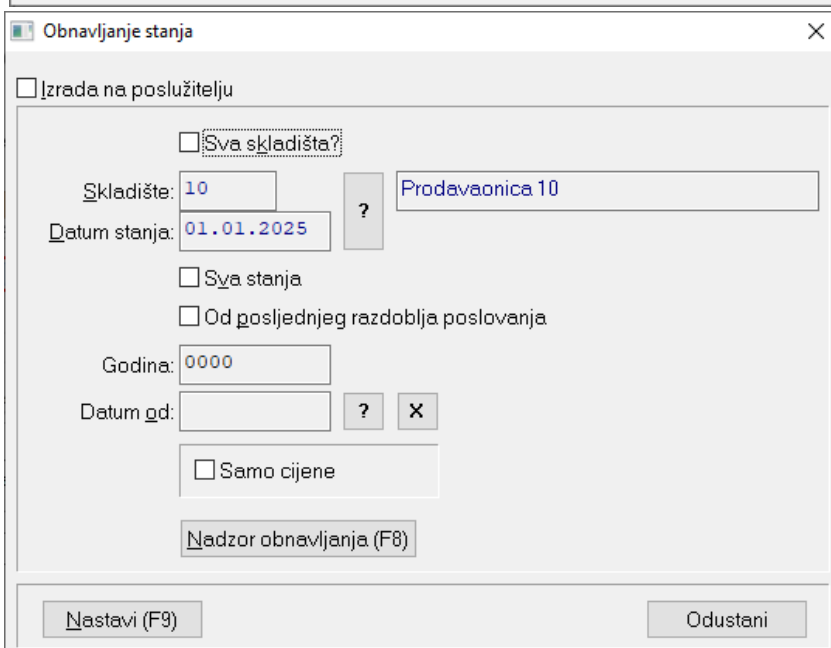 Obnavljanje stanja
Izrada na poslužitelju
Sva skladišta?
Skladište: 10 ? Prodavaonica 10
Datum stanja: 01.01.2025
Sva stanja
Od posljednjeg razdoblja poslovanja
Godina: 0000
Datum od: ? X
Samo cijene
Nadzor obnavljanja (F8)
Nastavi (F9) Odustani